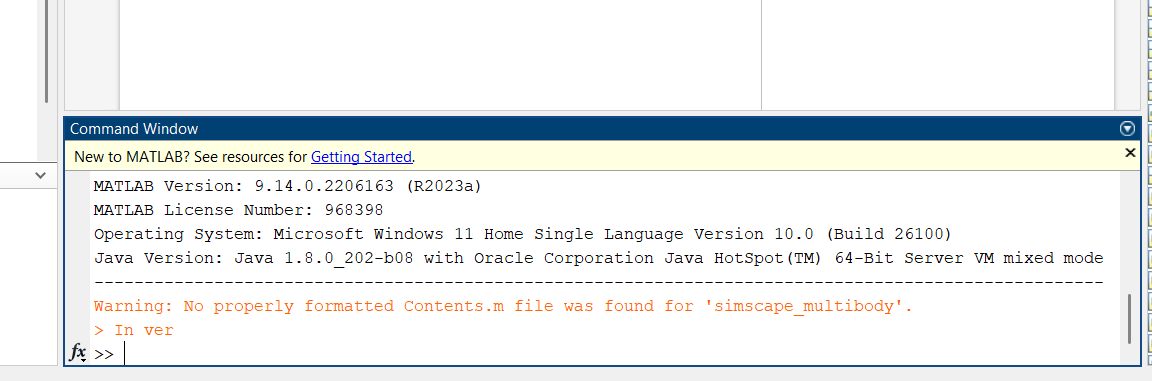 Command Window
New to MATLAB? See resources for Getting Started.
MATLAB Version: 9.14.0.2206163 (R2023a)
MATLAB License Number: 968398
Operating System: Microsoft Windows 11 Home Single Language Version 10.0 (Build 26100)
Java Version: Java 1.8.0_202-b08 with Oracle Corporation Java HotSpot(TM) 64-Bit Server VM mixed mode
-----------------------------------------------------------------------------------------------------
Warning: No properly formatted Contents.m file was found for 'simscape_multibody'.
> In ver
fx >>